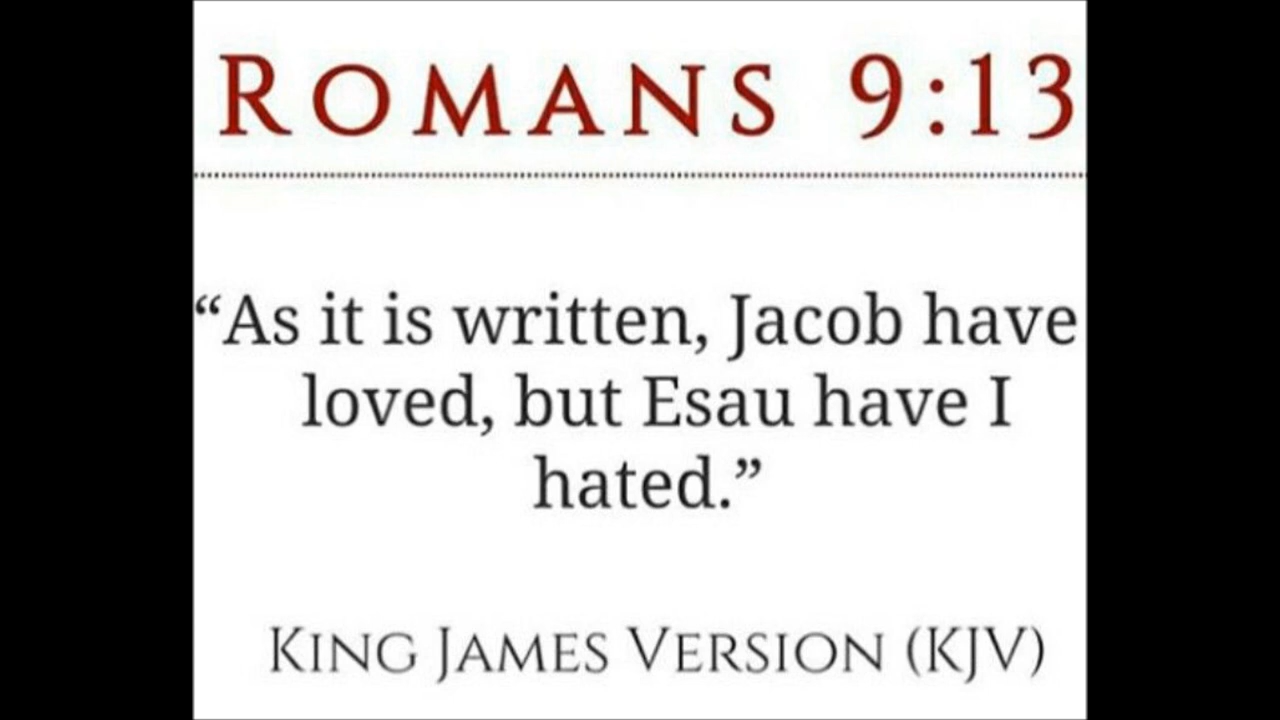 ROMANS 9:13
“As it is written, Jacob have
loved, but Esau have I
hated.”
KING JAMES VERSION (KJV)